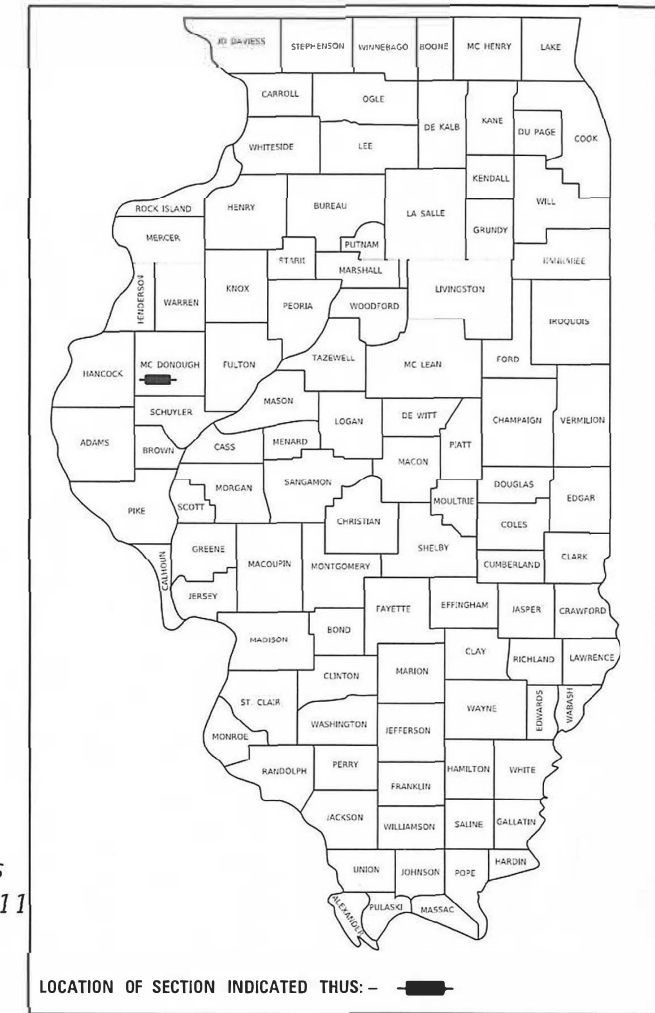 JO DAVIESS
STEPHENSON
WINNEBAGO
BOONE
MC HENRY
LAKE
CARROLL
OGLE
DE KALB
KANE
DU PAGE
COOK
WHITESIDE
LEE
KENDALL
WILL
ROCK ISLAND
HENRY
BUREAU
LA SALLE
GRUNDY
MERCER
PUTNAM
STARK
MARSHALL
KANKAKEE
HENDERSON
WARREN
KNOX
PEORIA
WOODFORD
LIVINGSTON
IROQUOIS
HANCOCK
MC DONOUGH
FULTON
TAZEWELL
MC LEAN
FORD
SCHUYLER
MASON
LOGAN
DE WITT
CHAMPAIGN
VERMILION
ADAMS
BROWN
CASS
MENARD
PIATT
MACON
PIKE
SCOTT
MORGAN
SANGAMON
CHRISTIAN
MOULTRIE
DOUGLAS
EDGAR
COLES
SHELBY
CALHOUN
GREENE
MACOUPIN
MONTGOMERY
CUMBERLAND
CLARK
JERSEY
FAYETTE
EFFINGHAM
JASPER
CRAWFORD
MADISON
BOND
CLAY
RICHLAND
LAWRENCE
MARION
CLINTON
ST. CLAIR
WAYNE
EDWARDS
WABASH
WASHINGTON
JEFFERSON
MONROE
RANDOLPH
PERRY
HAMILTON
WHITE
FRANKLIN
JACKSON
WILLIAMSON
SALINE
GALLATIN
UNION
JOHNSON
POPE
HARDIN
ALEXANDER
PULASKI
MASSAC
s
11
LOCATION OF SECTION INDICATED THUS: –